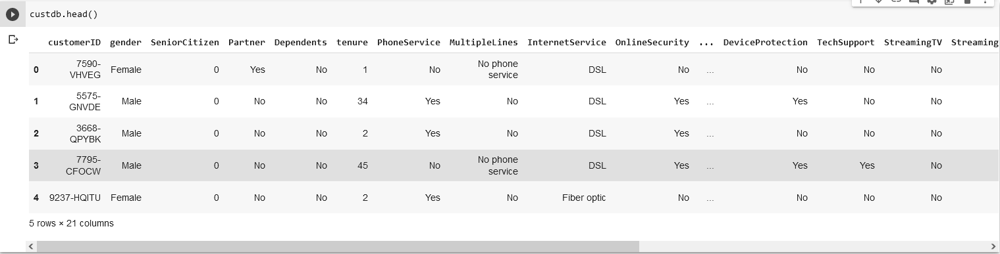 custdb.head()
customerID gender SeniorCitizen Partner Dependents tenure PhoneService MultipleLines InternetService OnlineSecurity ... DeviceProtection TechSupport StreamingTV Streaming
0 7590-VHVEG Female 0 Yes No 1 No No phone service DSL No ... No No No
1 5575-GNVDE Male 0 No No 34 Yes No DSL Yes ... Yes No No
2 3668-QPYBK Male 0 No No 2 Yes No DSL Yes ... No No No
3 7795-CFOCW Male 0 No No 45 No No phone service DSL Yes ... Yes Yes No
4 9237-HQITU Female 0 No No 2 Yes No Fiber optic No ... No No No
5 rows × 21 columns